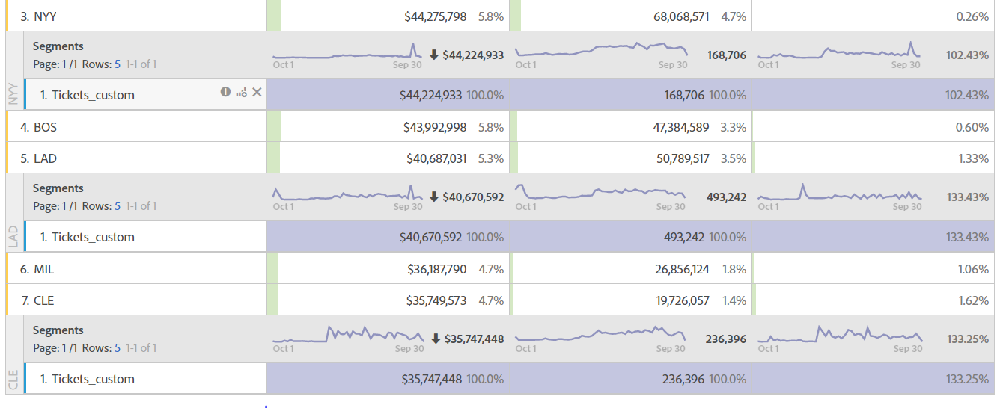 3. NYY $44,275,798 5.8% 68,068,571 4.7% 0.26%
Segments
Page: 1 /1 Rows: 5 1-1 of 1
Oct 1 Sep 30 $44,224,933 Oct 1 Sep 30 168,706 Oct 1 Sep 30 102.43%
NYY
1. Tickets_custom $44,224,933 100.0% 168,706 100.0% 102.43%
4. BOS $43,992,998 5.8% 47,384,589 3.3% 0.60%
5. LAD $40,687,031 5.3% 50,789,517 3.5% 1.33%
Segments
Page: 1 /1 Rows: 5 1-1 of 1
Oct 1 Sep 30 $40,670,592 Oct 1 Sep 30 493,242 Oct 1 Sep 30 133.43%
LAD
1. Tickets_custom $40,670,592 100.0% 493,242 100.0% 133.43%
6. MIL $36,187,790 4.7% 26,856,124 1.8% 1.06%
7. CLE $35,749,573 4.7% 19,726,057 1.4% 1.62%
Segments
Page: 1 /1 Rows: 5 1-1 of 1
Oct 1 Sep 30 $35,747,448 Oct 1 Sep 30 236,396 Oct 1 Sep 30 133.25%
CLE
1. Tickets_custom $35,747,448 100.0% 236,396 100.0% 133.25%